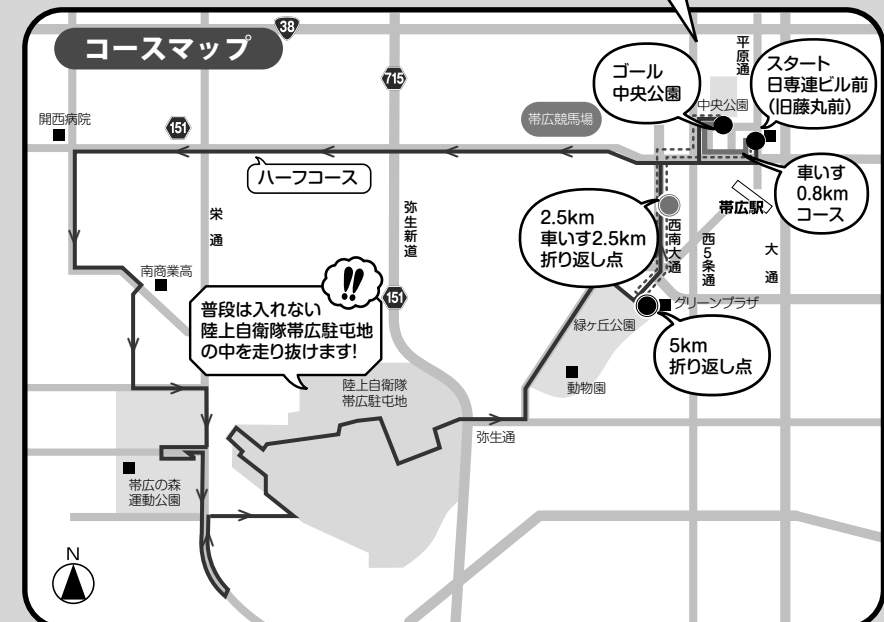 コースマップ
38
715
151
開西病院
帯広競馬場
ゴール
中央公園
平原通
スタート
日専連ビル前
(旧藤丸前)
中央公園
ハーフコース
栄通
弥生新道
2.5km
車いす2.5km
折り返し点
西南大通
西5条通
帯広駅
大通
車いす
0.8km
コース
南商業高
!!
普段は入れない
陸上自衛隊帯広駐屯地
の中を走り抜けます!
151
グリーンプラザ
緑ヶ丘公園
5km
折り返し点
動物園
陸上自衛隊
帯広駐屯地
弥生通
帯広の森
運動公園
N